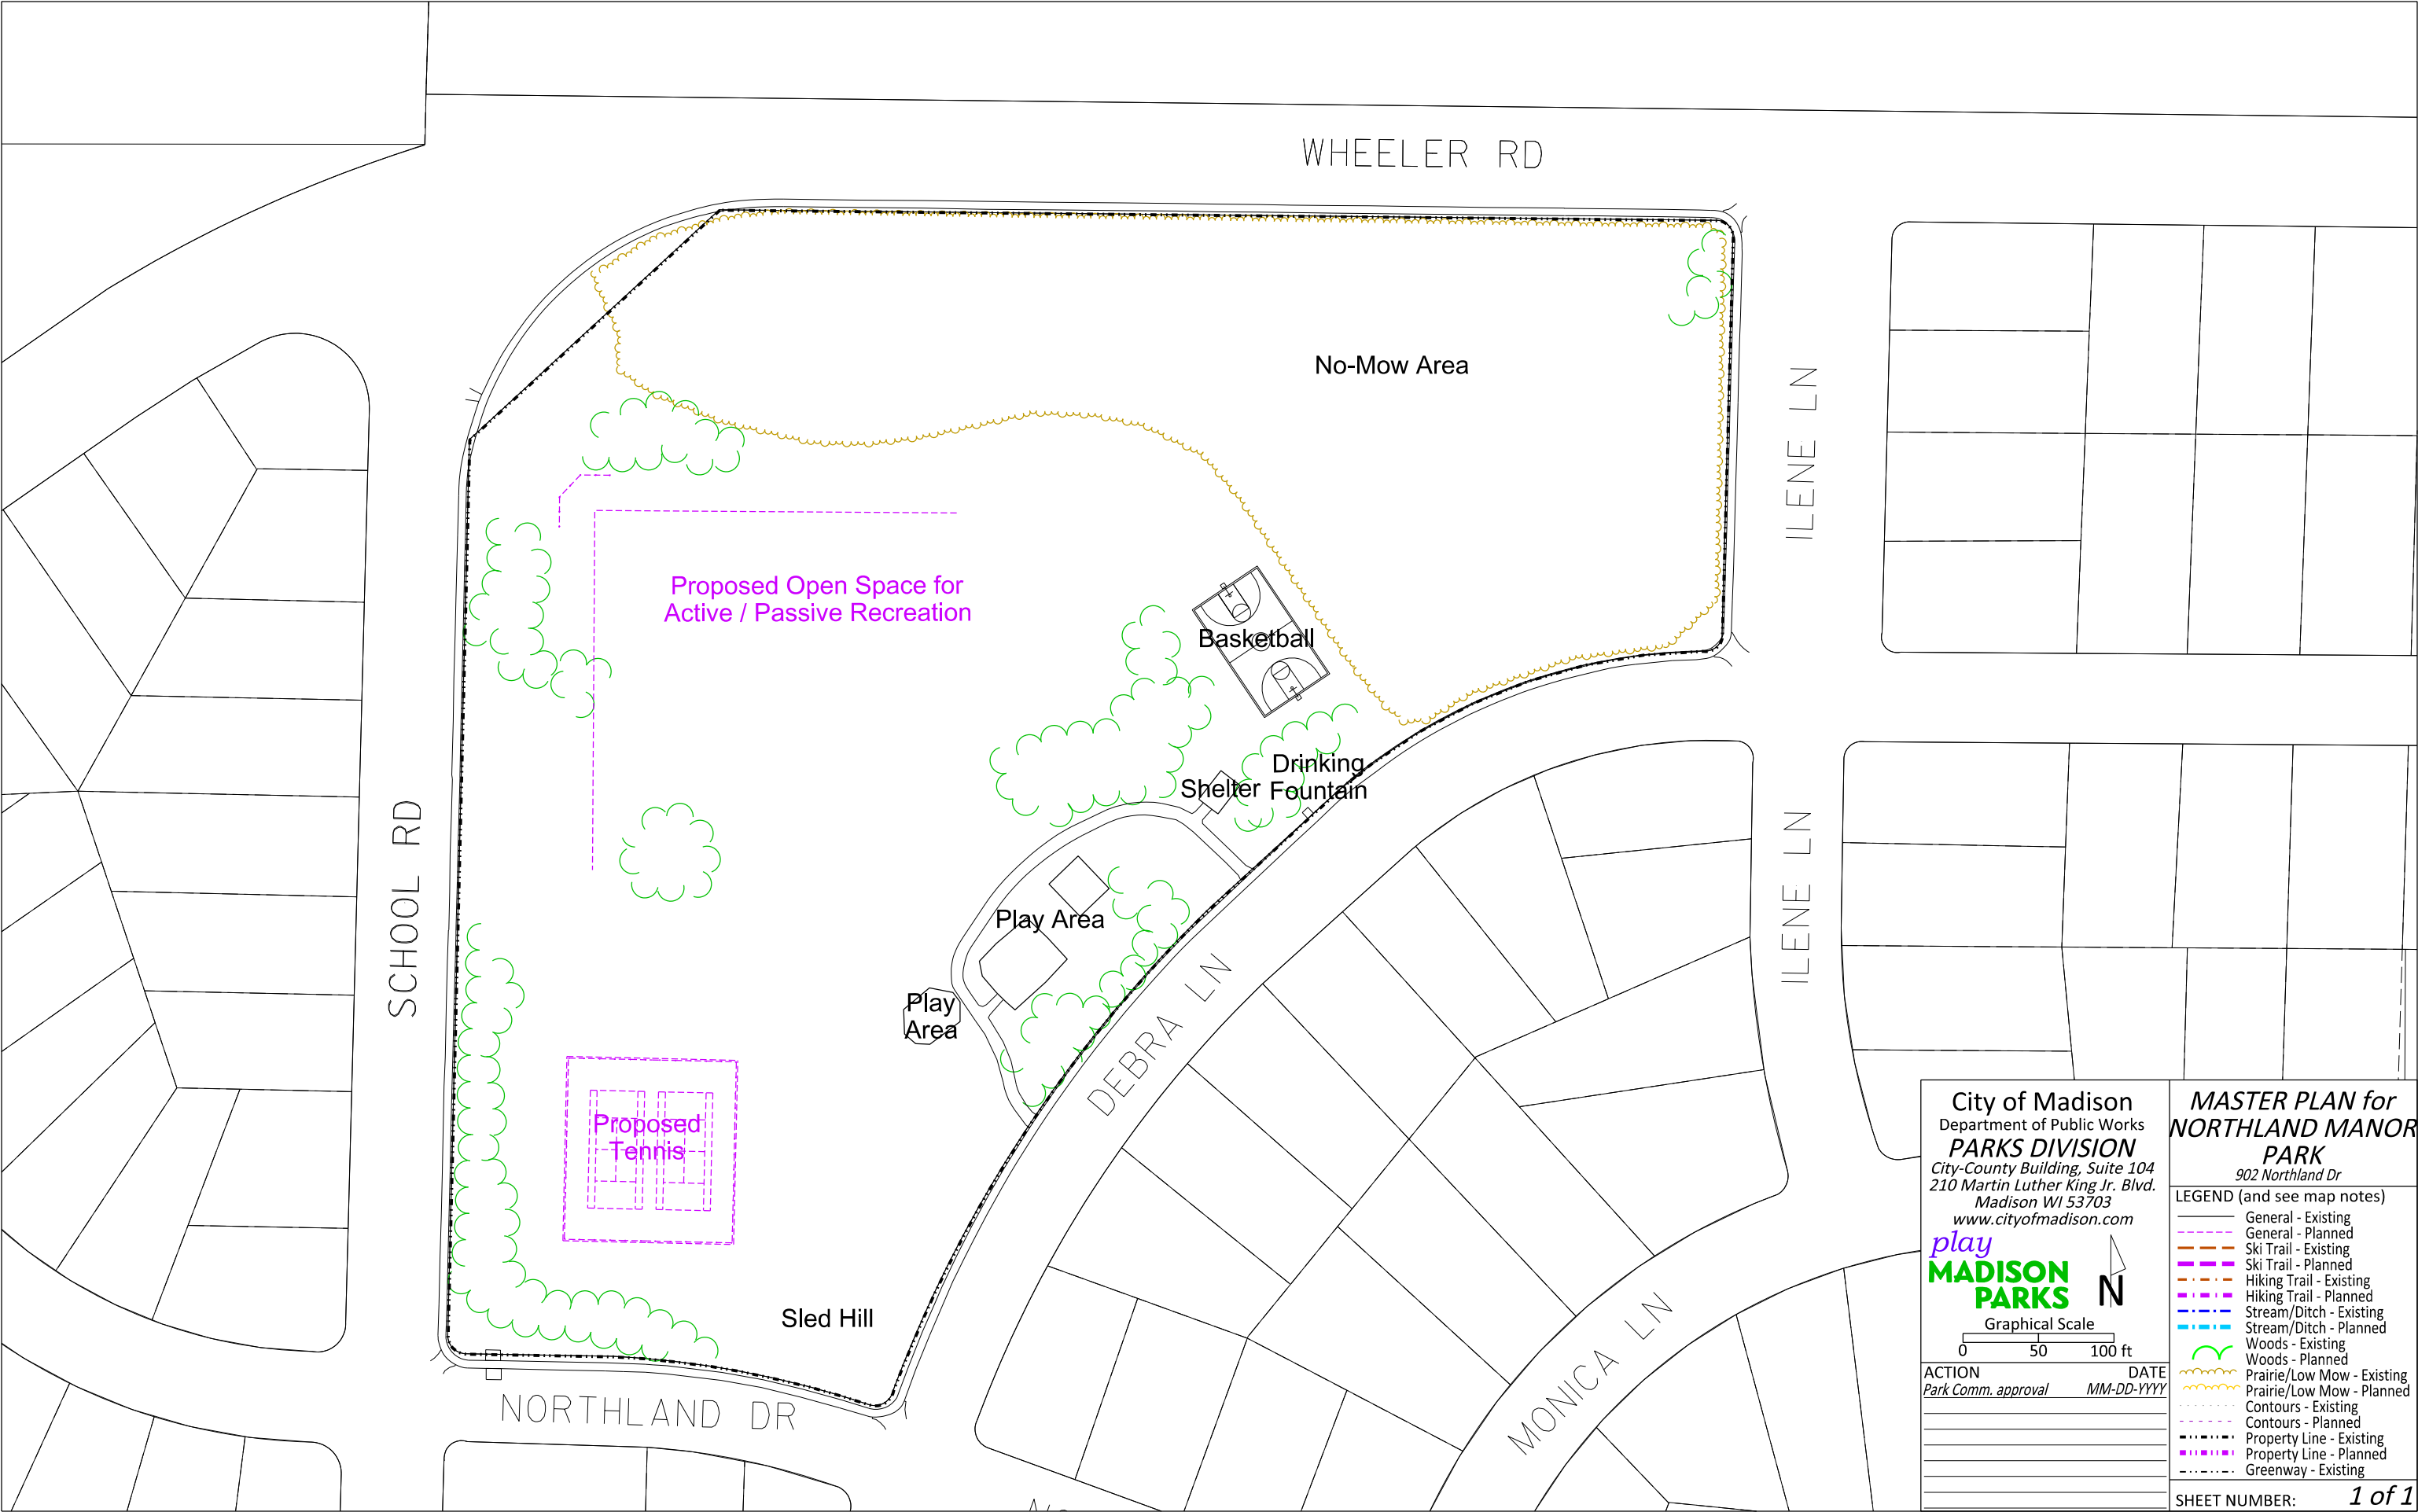 WHEELER RD
No-Mow Area
ILENE LN
Proposed Open Space for
Active / Passive Recreation
Basketball
Drinking
Fountain
Shelter
SCHOOL RD
ILENE LN
Play Area
Play
Area
DEBRA LN
Proposed
Tennis
Sled Hill
NORTHLAND DR
MONICA LN
City of Madison
Department of Public Works
PARKS DIVISION
City-County Building, Suite 104
210 Martin Luther King Jr. Blvd.
Madison WI 53703
www.cityofmadison.com
play
MADISON
PARKS
N
Graphical Scale
0 50 100 ft
ACTION DATE
Park Comm. approval MM-DD-YYYY
MASTER PLAN for
NORTHLAND MANOR
PARK
902 Northland Dr
LEGEND (and see map notes)
General - Existing
General - Planned
Ski Trail - Existing
Ski Trail - Planned
Hiking Trail - Existing
Hiking Trail - Planned
Stream/Ditch - Existing
Stream/Ditch - Planned
Woods - Existing
Woods - Planned
Prairie/Low Mow - Existing
Prairie/Low Mow - Planned
Contours - Existing
Contours - Planned
Property Line - Existing
Property Line - Planned
Greenway - Existing
SHEET NUMBER: 1 of 1